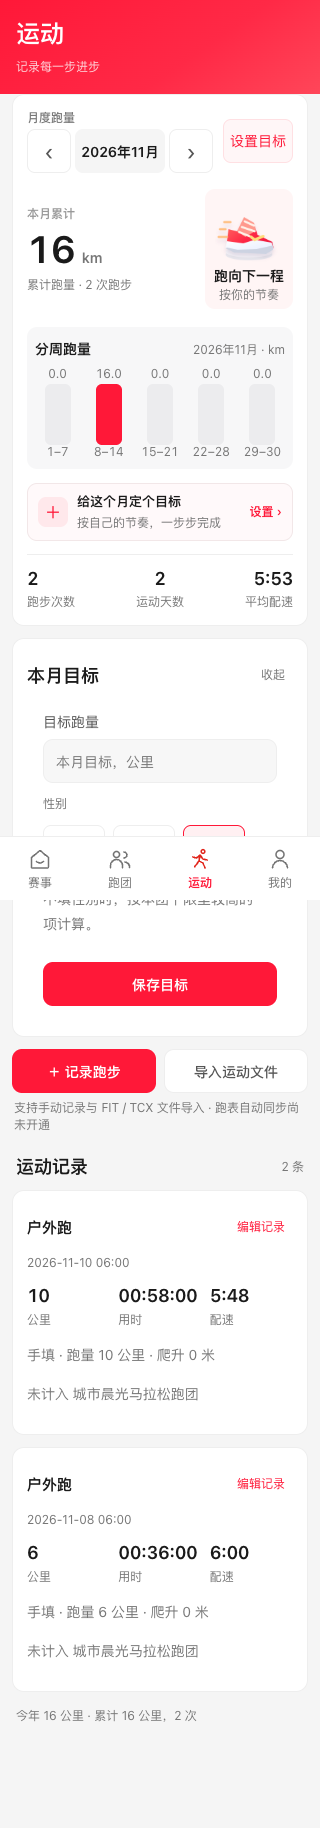 运动
记录每一步进步
月度跑量
‹ 2026年11月 › 设置目标
本月累计
16 km
累计跑量 · 2 次跑步
跑向下一程
按你的节奏
分周跑量 2026年11月 · km
0.0 16.0 0.0 0.0 0.0
1–7 8–14 15–21 22–28 29–30
给这个月定个目标
按自己的节奏，一步步完成
设置 ›
2 2 5:53
跑步次数 运动天数 平均配速
本月目标 收起
目标跑量
本月目标，公里
性别
赛事 跑团 运动 我的
项计算。
保存目标
+ 记录跑步 导入运动文件
支持手动记录与 FIT / TCX 文件导入 · 跑表自动同步尚
未开通
运动记录 2 条
户外跑 编辑记录
2026-11-10 06:00
10 00:58:00 5:48
公里 用时 配速
手填 · 跑量 10 公里 · 爬升 0 米
未计入 城市晨光马拉松跑团
户外跑 编辑记录
2026-11-08 06:00
6 00:36:00 6:00
公里 用时 配速
手填 · 跑量 6 公里 · 爬升 0 米
未计入 城市晨光马拉松跑团
今年 16 公里 · 累计 16 公里，2 次